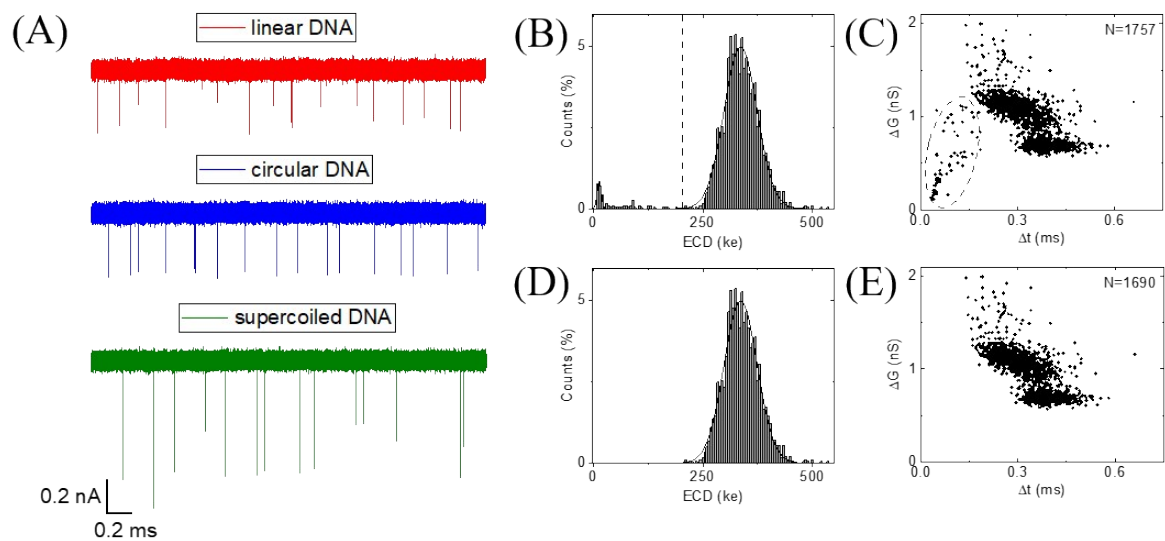 (A)
linear DNA
circular DNA
supercoiled DNA
0.2 nA
0.2 ms
(B)
5
0
Counts (%)
0
250
500
ECD (ke)
(C)
N=1757
2
1
0
ΔG (nS)
0.0
0.3
0.6
Δt (ms)
(D)
5
0
Counts (%)
0
250
500
ECD (ke)
(E)
N=1690
2
1
0
ΔG (nS)
0.0
0.3
0.6
Δt (ms)